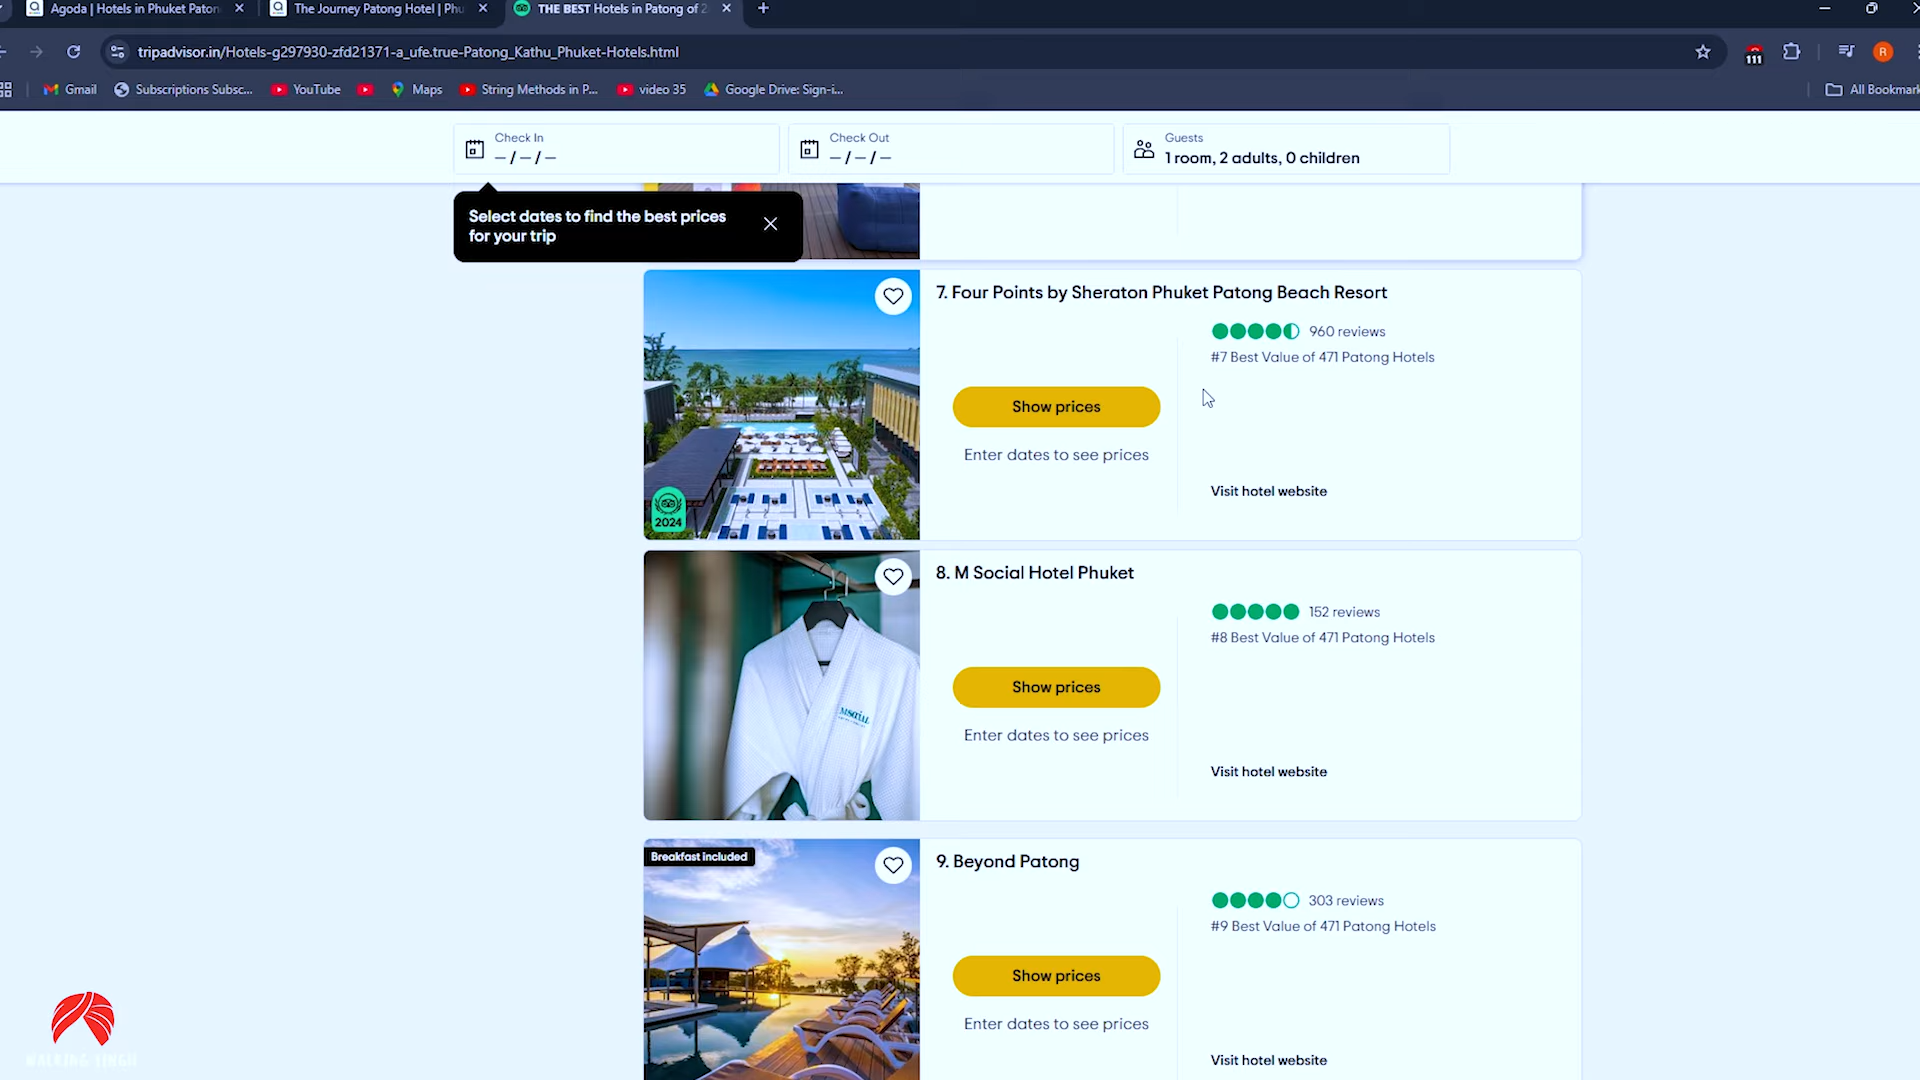 Agoda | Hotels in Phuket Paton
The Journey Patong Hotel | Phu
THE BEST Hotels in Patong of 2
tripadvisor.in/Hotels-g297930-zfd21371-a_ufe.true-Patong_Kathu_Phuket-Hotels.html
111
R
Gmail
Subscriptions Subsc...
YouTube
Maps
String Methods in P...
video 35
Google Drive: Sign-i...
All Bookmark
Check In
– / – / –
Check Out
– / – / –
Guests
1 room, 2 adults, 0 children
Select dates to find the best prices
for your trip
7. Four Points by Sheraton Phuket Patong Beach Resort
960 reviews
#7 Best Value of 471 Patong Hotels
Show prices
Enter dates to see prices
Visit hotel website
2024
8. M Social Hotel Phuket
152 reviews
#8 Best Value of 471 Patong Hotels
Show prices
Enter dates to see prices
Visit hotel website
MSocial
Breakfast included
9. Beyond Patong
303 reviews
#9 Best Value of 471 Patong Hotels
Show prices
Enter dates to see prices
Visit hotel website